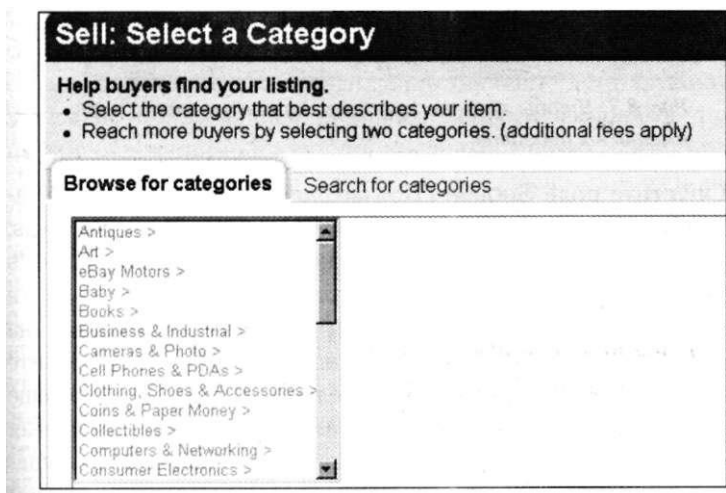 Sell: Select a Category
Help buyers find your listing.
• Select the category that best describes your item.
• Reach more buyers by selecting two categories. (additional fees apply)
Browse for categories Search for categories
Antiques >
Art >
eBay Motors >
Baby >
Books >
Business & Industrial >
Cameras & Photo >
Cell Phones & PDAs >
Clothing, Shoes & Accessories >
Coins & Paper Money >
Collectibles >
Computers & Networking >
Consumer Electronics >